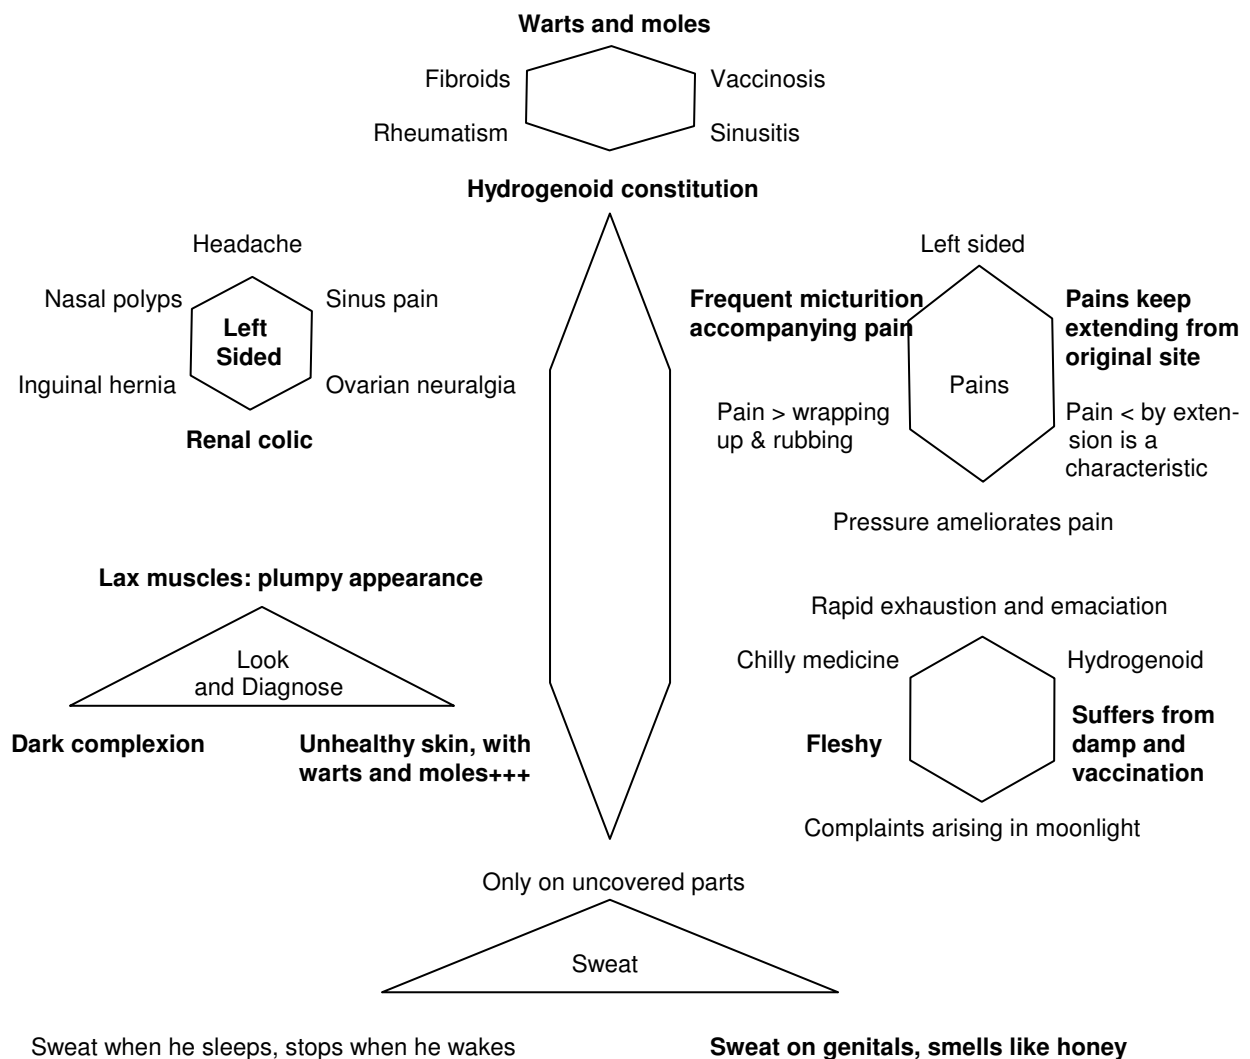 Warts and moles
Fibroids
Vaccinosis
Rheumatism
Sinusitis
Hydrogenoid constitution
Headache
Nasal polyps
Sinus pain
Left
Sided
Inguinal hernia
Ovarian neuralgia
Renal colic
Left sided
Frequent micturition
accompanying pain
Pains keep
extending from
original site
Pains
Pain > wrapping
up & rubbing
Pain < by exten-
sion is a
characteristic
Pressure ameliorates pain
Lax muscles: plumpy appearance
Look
and Diagnose
Dark complexion
Unhealthy skin, with
warts and moles+++
Rapid exhaustion and emaciation
Chilly medicine
Hydrogenoid
Fleshy
Suffers from
damp and
vaccination
Complaints arising in moonlight
Only on uncovered parts
Sweat
Sweat when he sleeps, stops when he wakes
Sweat on genitals, smells like honey